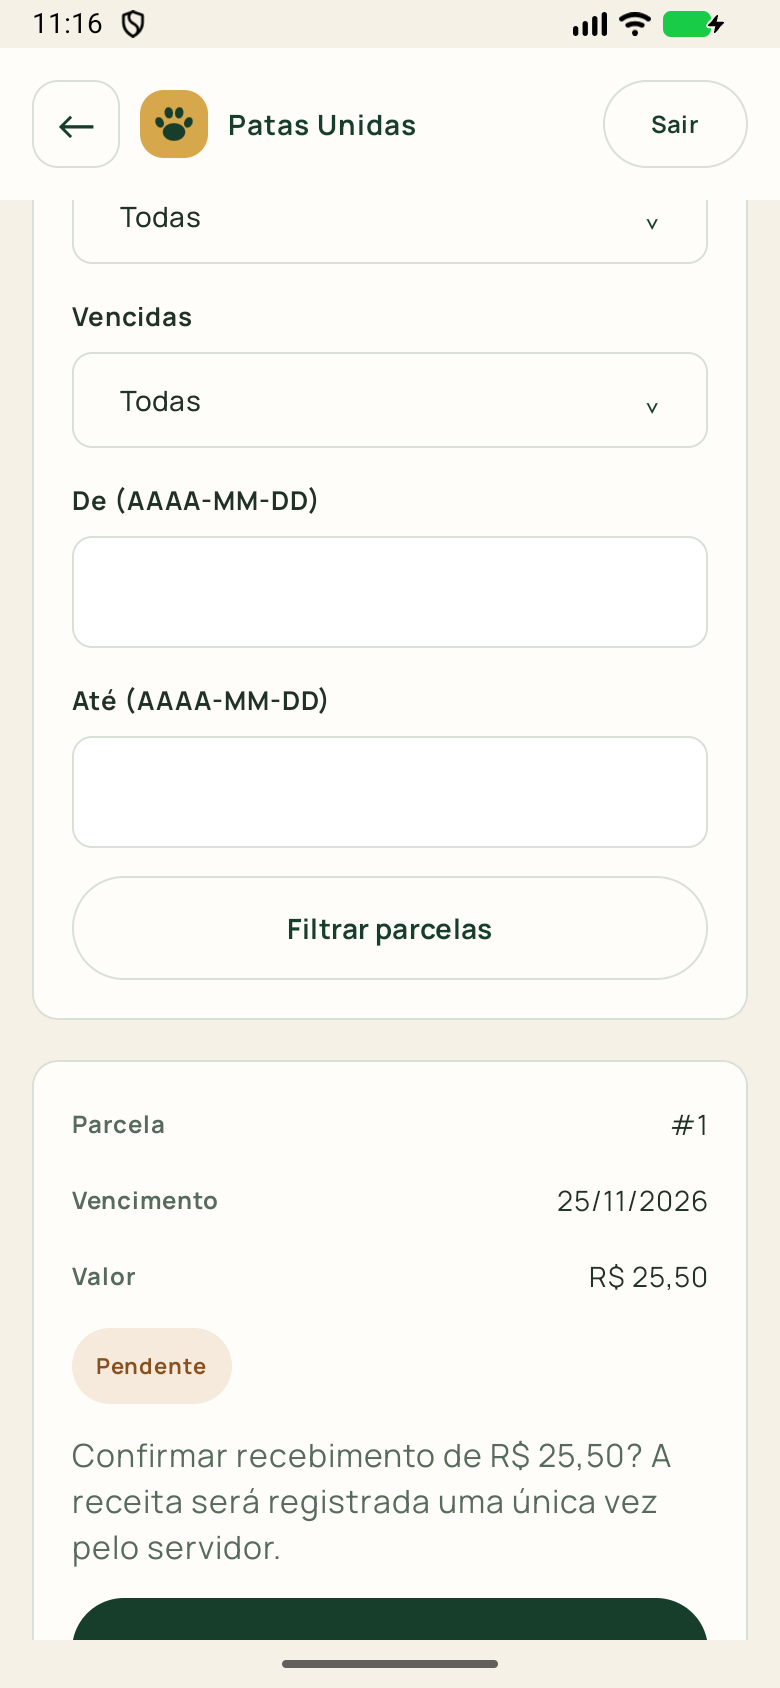 11:16
Patas Unidas
Sair
Todas
Vencidas
Todas
De (AAAA-MM-DD)
Até (AAAA-MM-DD)
Filtrar parcelas
Parcela
#1
Vencimento
25/11/2026
Valor
R$ 25,50
Pendente
Confirmar recebimento de R$ 25,50? A
receita será registrada uma única vez
pelo servidor.